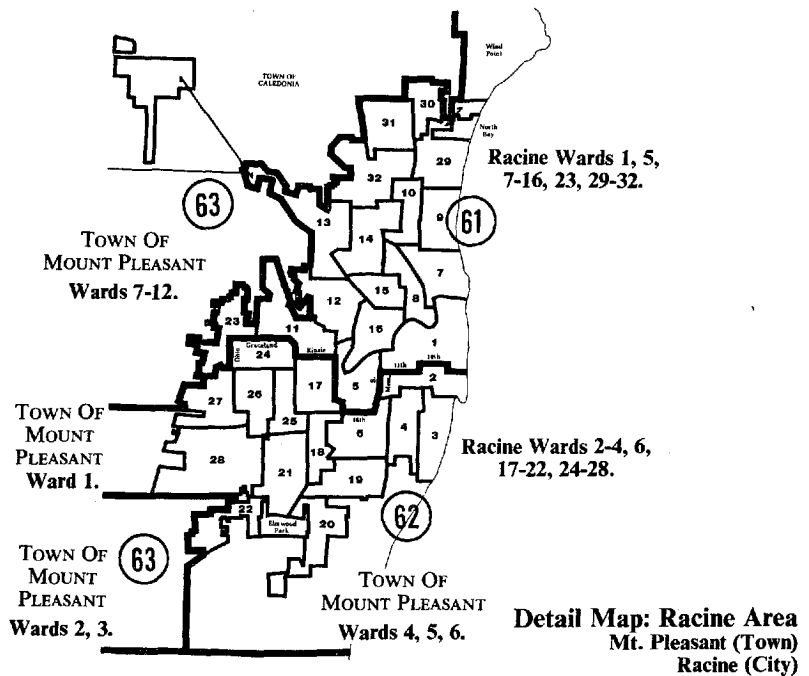 Wind
Point
TOWN OF
CALEDONIA
30
31
North
Bay
29
Racine Wards 1, 5,
7-16, 23, 29-32.
32
10
63
9
61
13
14
TOWN OF
MOUNT PLEASANT
Wards 7-12.
7
15
8
12
23
11
16
1
Graceland
Kinzie
Ohio
24
11th
10th
17
5
2
26
27
25
16th
TOWN OF
MOUNT
PLEASANT
Ward 1.
6
4
3
Racine Wards 2-4, 6,
17-22, 24-28.
28
18
21
19
22
62
Elmwood
Park
20
TOWN OF
MOUNT
PLEASANT
Wards 2, 3.
63
TOWN OF
MOUNT PLEASANT
Wards 4, 5, 6.
Detail Map: Racine Area
Mt. Pleasant (Town)
Racine (City)